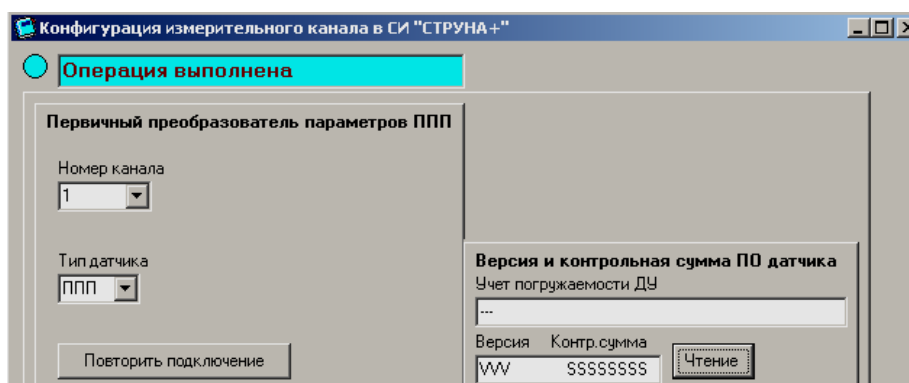 Конфигурация измерительного канала в СИ "СТРУНА+"
Операция выполнена
Первичный преобразователь параметров ППП
Номер канала
1
Тип датчика
ППП
Повторить подключение
Версия и контрольная сумма ПО датчика
Учет погружаемости ДУ
---
Версия Контр.сумма
VVV SSSSSSSS Чтение